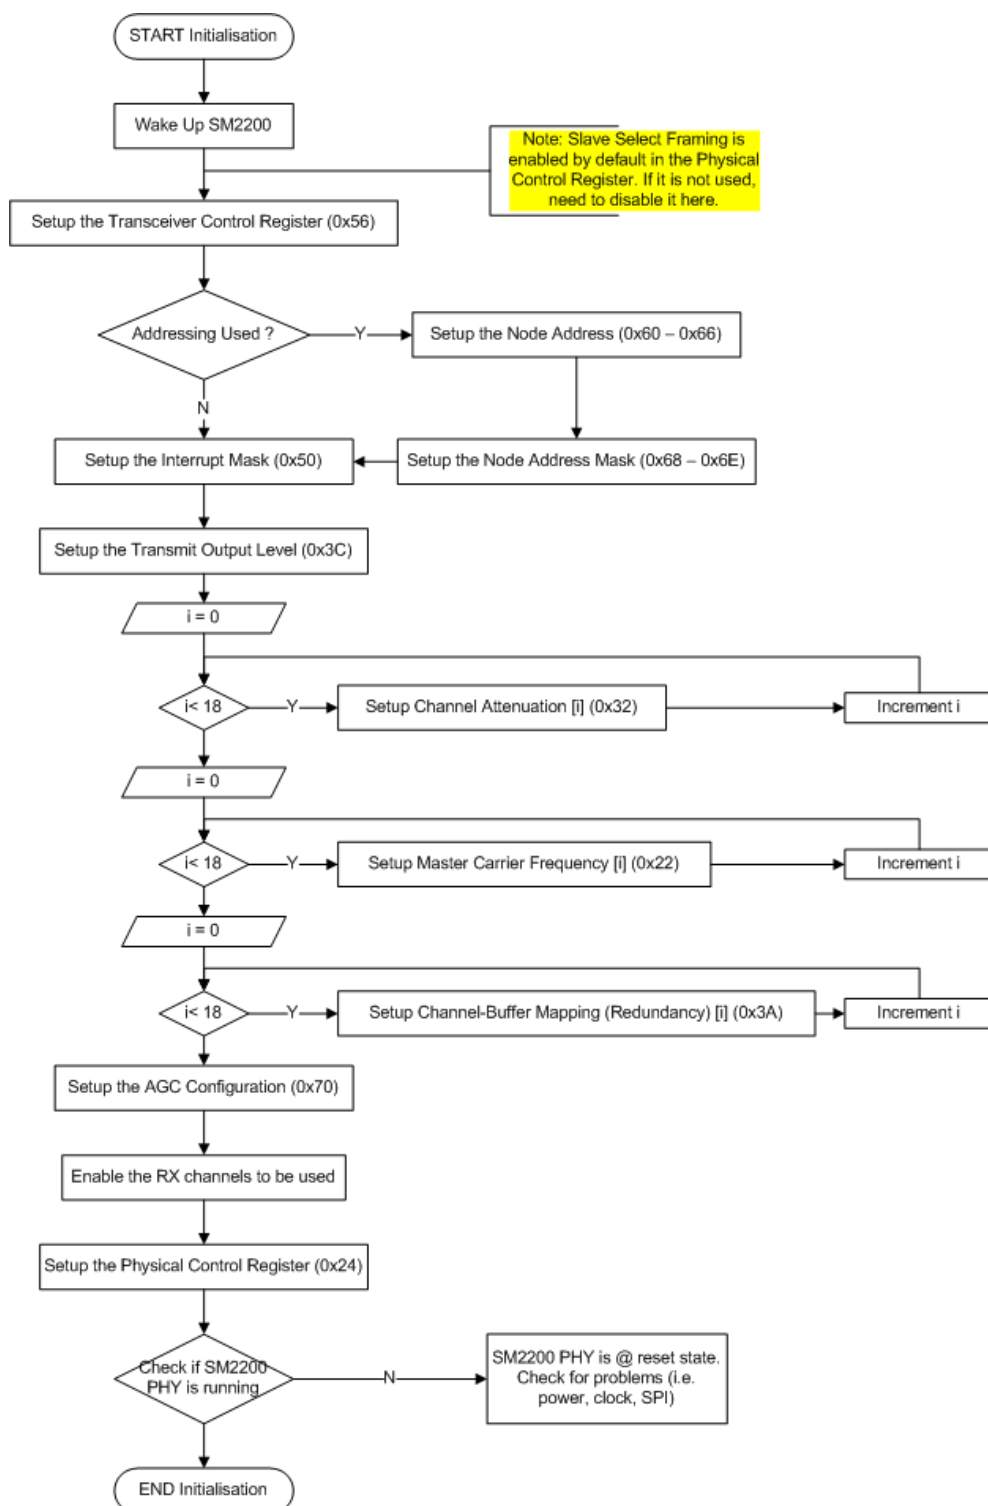 START Initialisation
Wake Up SM2200
Note: Slave Select Framing is
enabled by default in the Physical
Control Register. If it is not used,
need to disable it here.
Setup the Transceiver Control Register (0x56)
Addressing Used ?
Y
Setup the Node Address (0x60 – 0x66)
N
Setup the Interrupt Mask (0x50)
Setup the Node Address Mask (0x68 – 0x6E)
Setup the Transmit Output Level (0x3C)
i = 0
i< 18
Y
Setup Channel Attenuation [i] (0x32)
Increment i
i = 0
i< 18
Y
Setup Master Carrier Frequency [i] (0x22)
Increment i
i = 0
i< 18
Y
Setup Channel-Buffer Mapping (Redundancy) [i] (0x3A)
Increment i
Setup the AGC Configuration (0x70)
Enable the RX channels to be used
Setup the Physical Control Register (0x24)
Check if SM2200
PHY is running
N
SM2200 PHY is @ reset state.
Check for problems (i.e.
power, clock, SPI)
END Initialisation